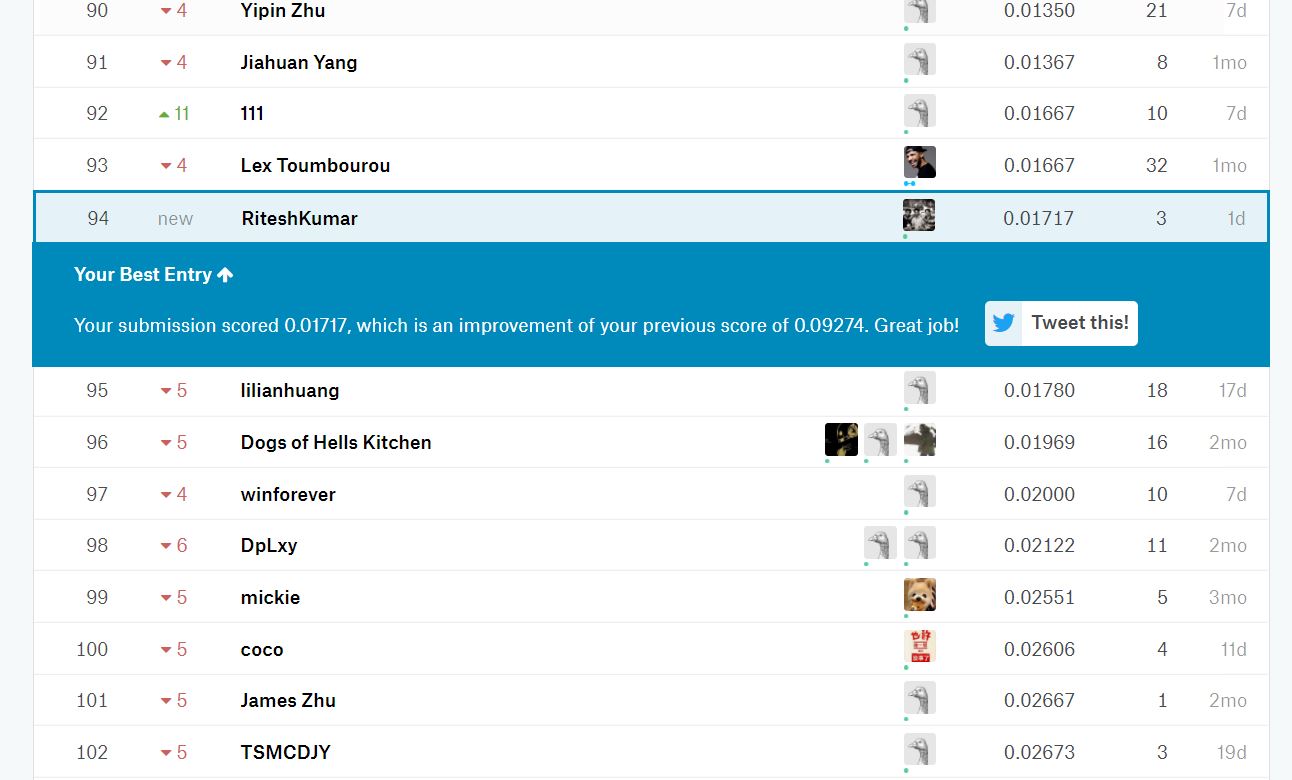 90 4 Yipin Zhu 0.01350 21 7d
91 4 Jiahuan Yang 0.01367 8 1mo
92 11 111 0.01667 10 7d
93 4 Lex Toumbourou 0.01667 32 1mo
94 new RiteshKumar 0.01717 3 1d
Your Best Entry
Your submission scored 0.01717, which is an improvement of your previous score of 0.09274. Great job! Tweet this!
95 5 lilianhuang 0.01780 18 17d
96 5 Dogs of Hells Kitchen 0.01969 16 2mo
97 4 winforever 0.02000 10 7d
98 6 DpLxy 0.02122 11 2mo
99 5 mickie 0.02551 5 3mo
100 5 coco 0.02606 4 11d
101 5 James Zhu 0.02667 1 2mo
102 5 TSMCDJY 0.02673 3 19d